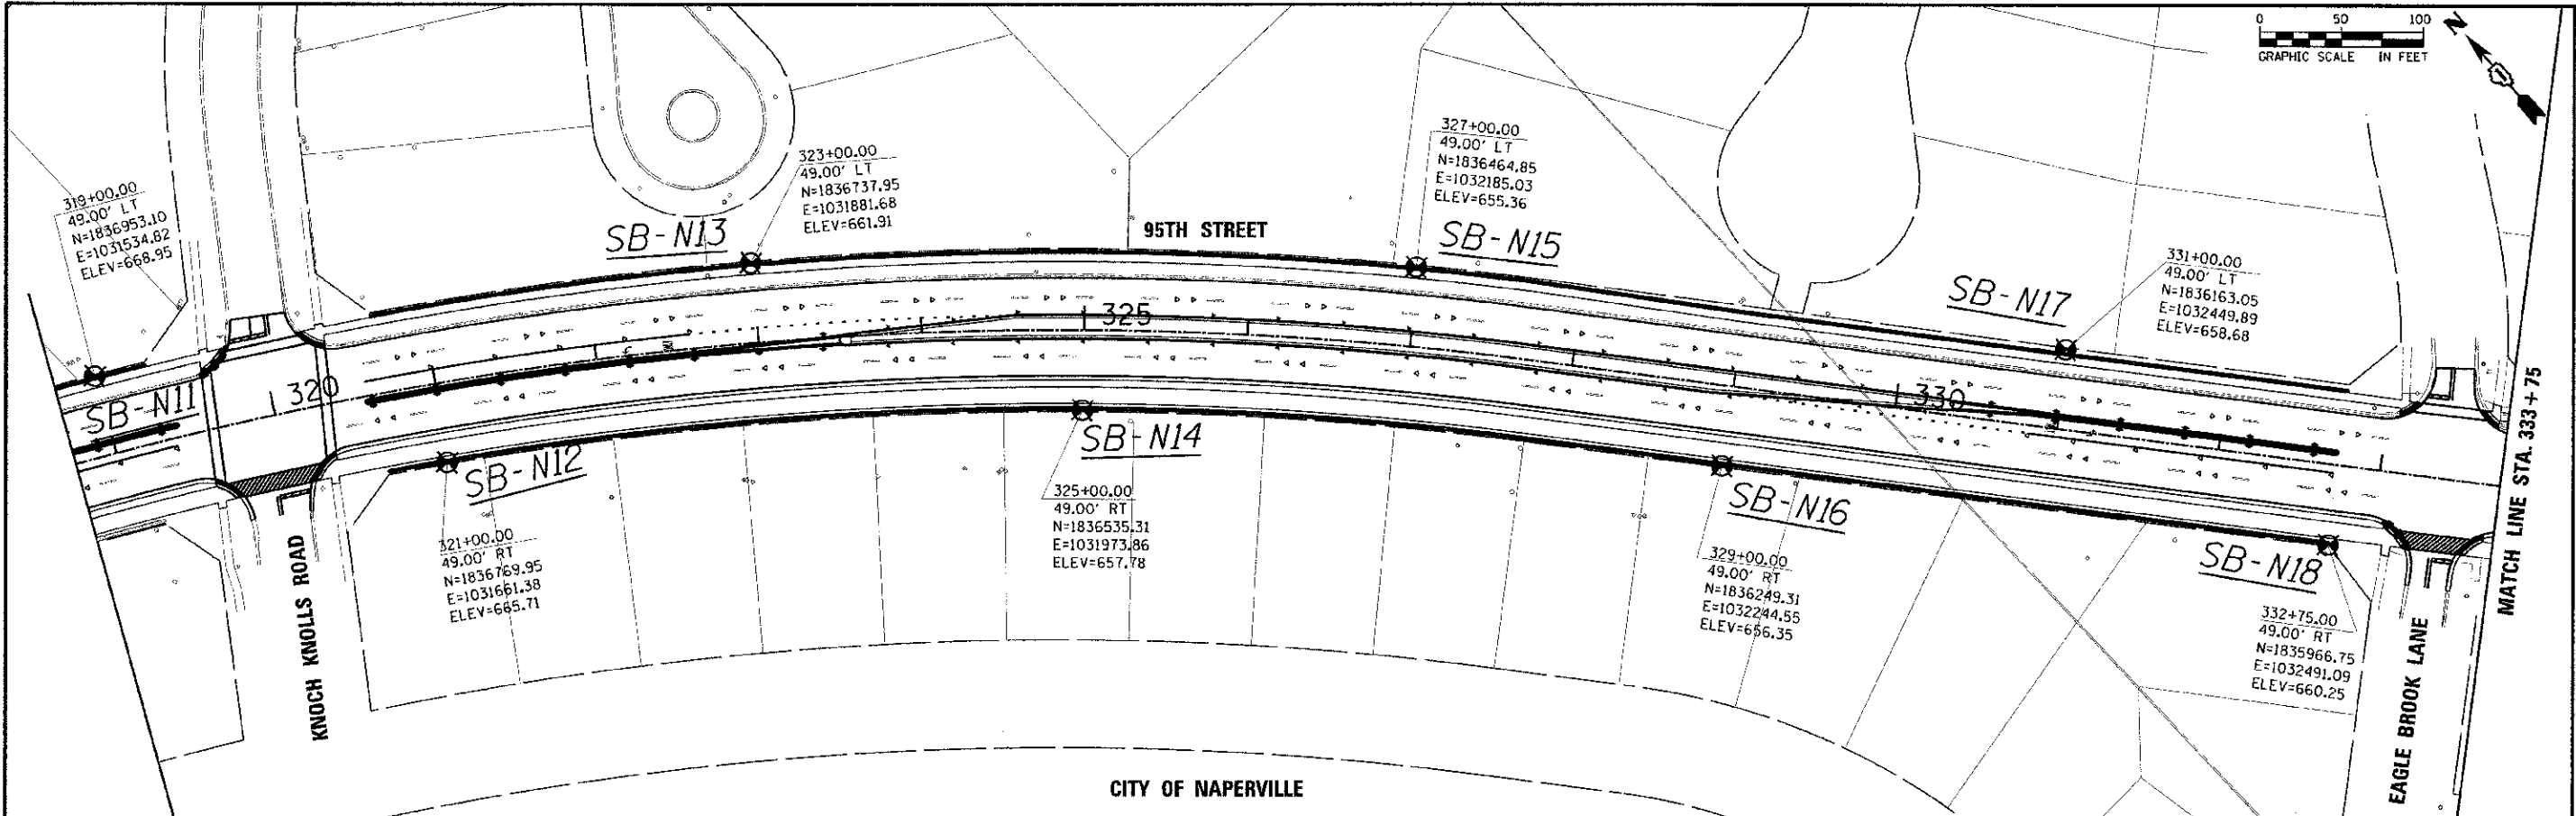 0 50 100
GRAPHIC SCALE IN FEET
N
319+00.00
49.00' LT
N=1836953.10
E=1031534.82
ELEV=668.95
SB-N11
320
323+00.00
49.00' LT
N=1836737.95
E=1031881.68
ELEV=661.91
SB-N13
95TH STREET
325
327+00.00
49.00' LT
N=1836464.85
E=1032185.03
ELEV=655.36
SB-N15
331+00.00
49.00' LT
N=1836163.05
E=1032449.89
ELEV=658.68
SB-N17
330
MATCH LINE STA. 333+75
SB-N12
321+00.00
49.00' RT
N=1836769.95
E=1031661.38
ELEV=665.71
KNOCH KNOLLS ROAD
SB-N14
325+00.00
49.00' RT
N=1836535.31
E=1031973.86
ELEV=657.78
SB-N16
329+00.00
49.00' RT
N=1836249.31
E=1032244.55
ELEV=656.35
SB-N18
332+75.00
49.00' RT
N=1835966.75
E=1032491.09
ELEV=660.25
EAGLE BROOK LANE
CITY OF NAPERVILLE